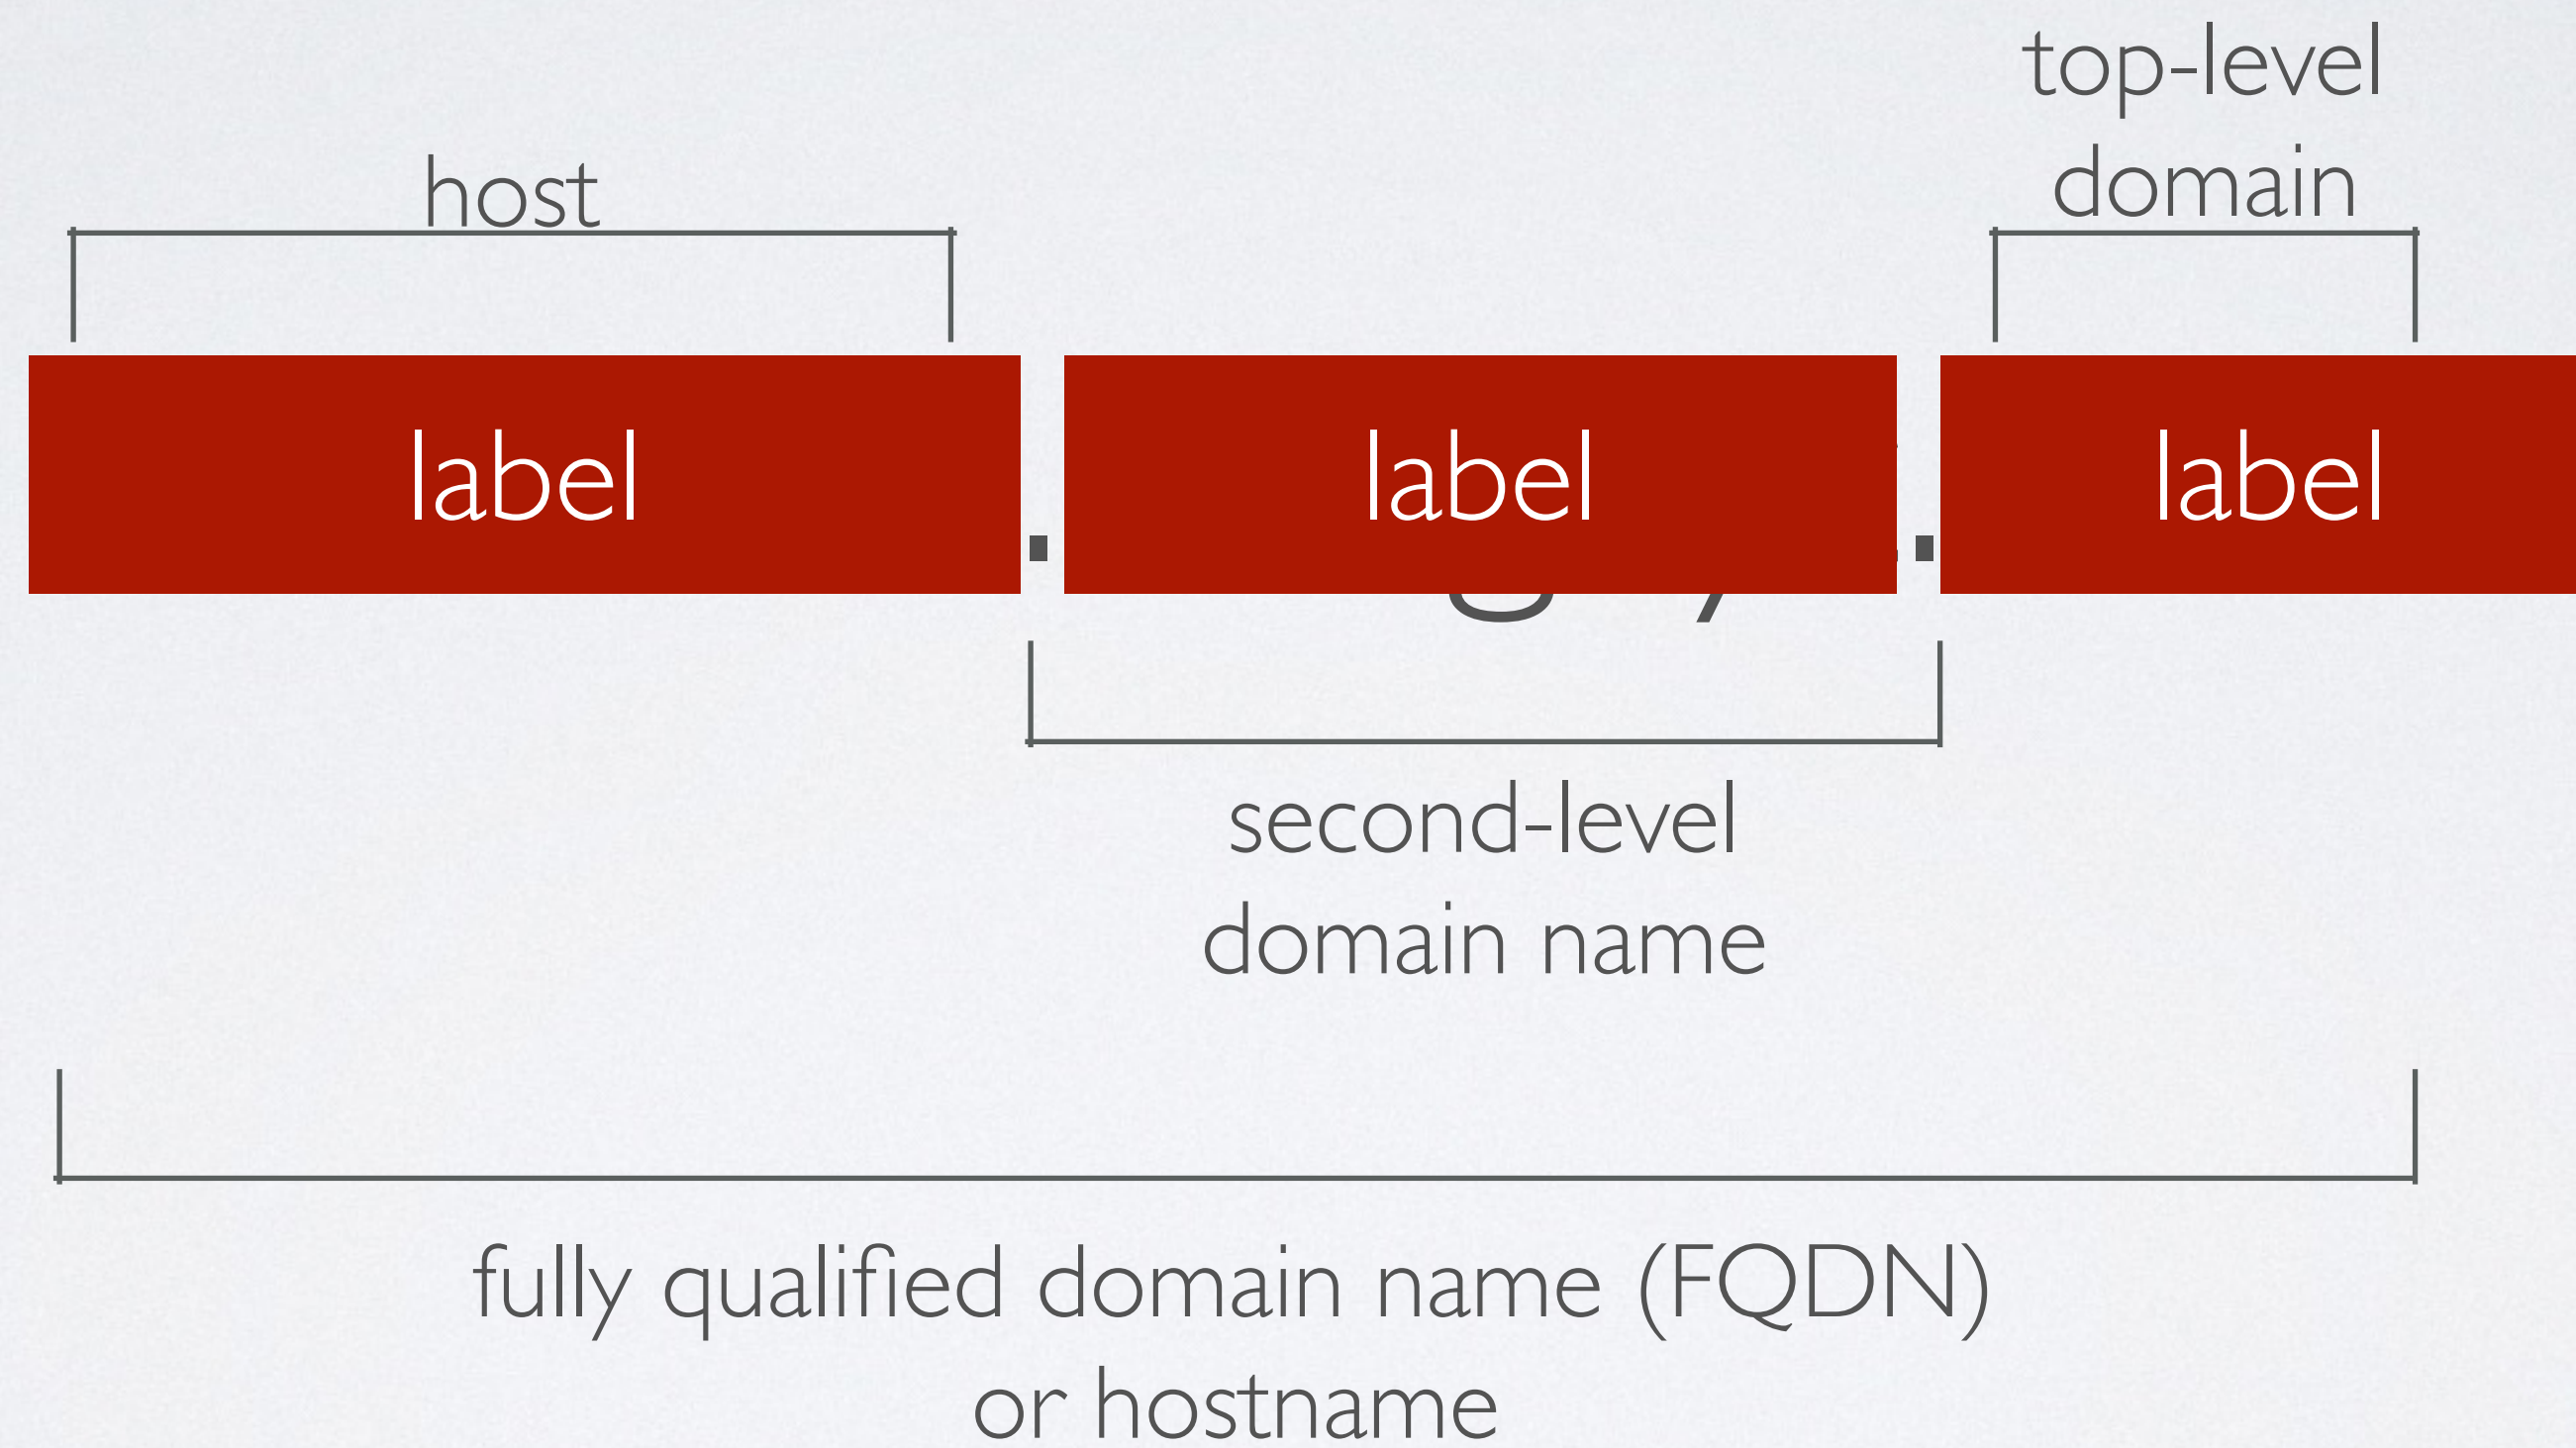 top-level
domain
host
label . label . label
second-level
domain name
fully qualified domain name (FQDN)
or hostname